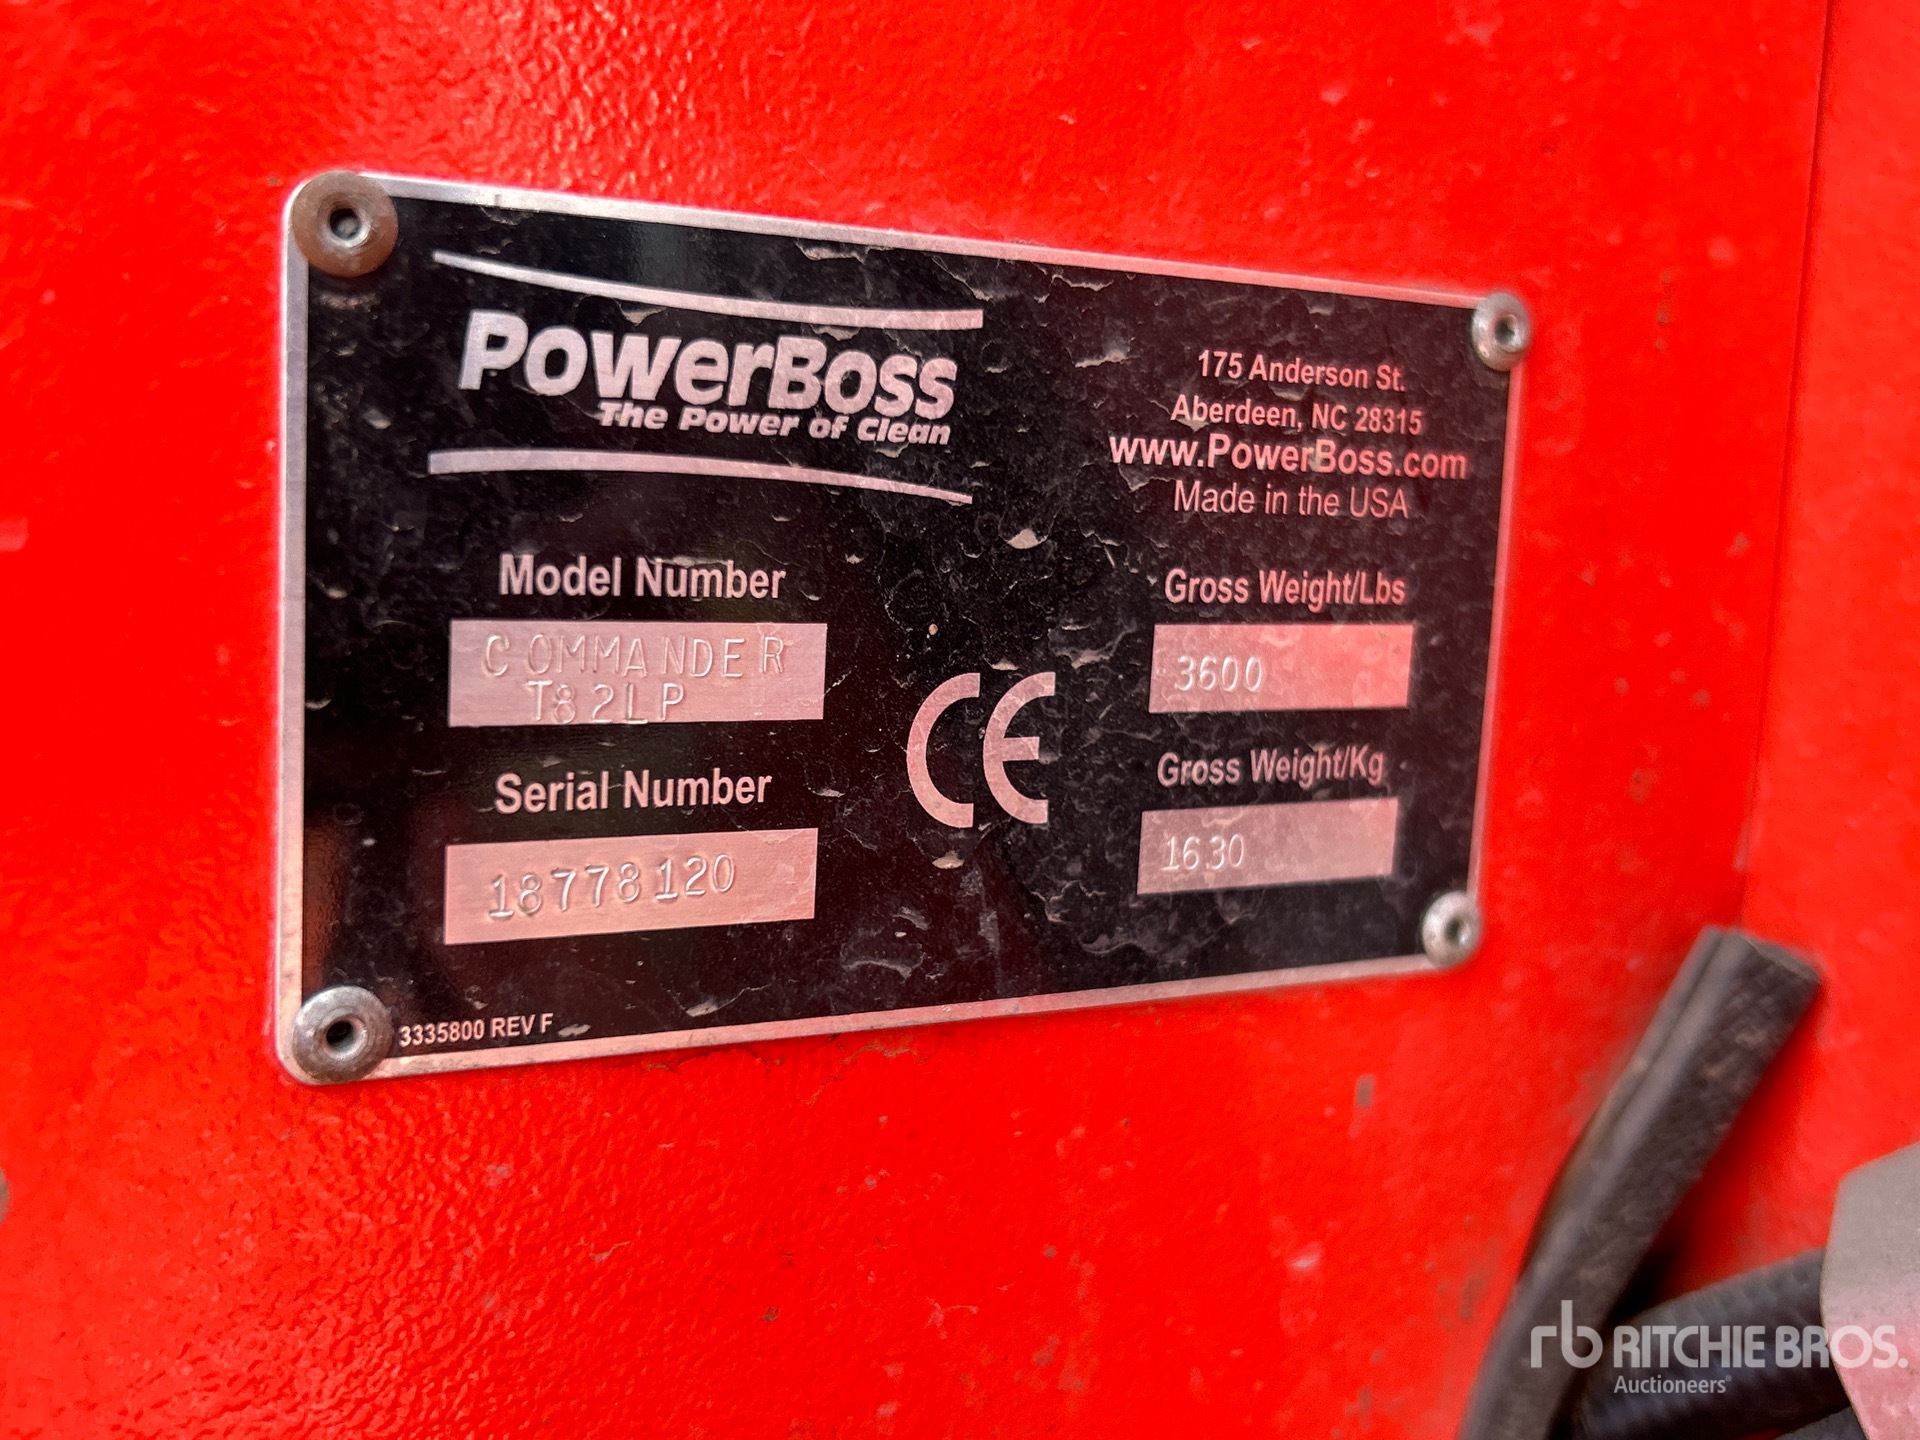 PowerBoss
The Power of Clean
175 Anderson St.
Aberdeen, NC 28315
www.PowerBoss.com
Made in the USA
Model Number
COMMANDER
T82LP
Serial Number
18778120
CE
Gross Weight/Lbs
3600
Gross Weight/Kg
1630
3335800 REV F
rb RITCHIE BROS.
Auctioneers